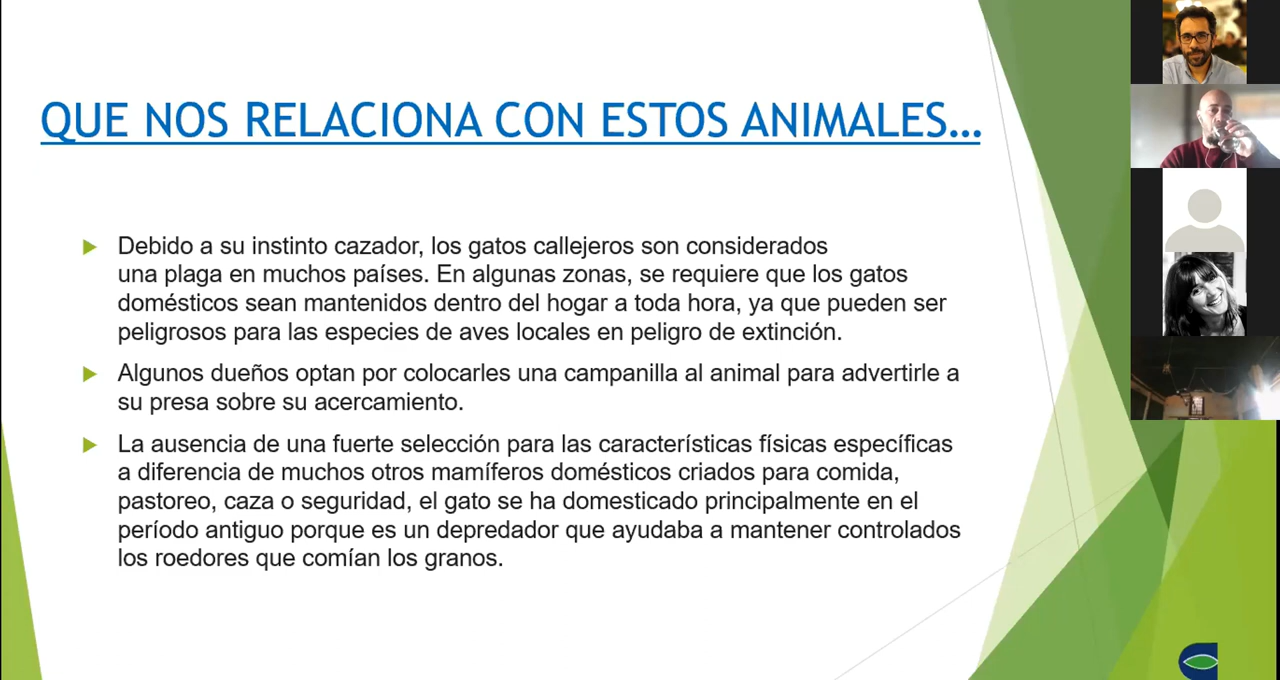 QUE NOS RELACIONA CON ESTOS ANIMALES...
Debido a su instinto cazador, los gatos callejeros son considerados
una plaga en muchos países. En algunas zonas, se requiere que los gatos
domésticos sean mantenidos dentro del hogar a toda hora, ya que pueden ser
peligrosos para las especies de aves locales en peligro de extinción.
Algunos dueños optan por colocarles una campanilla al animal para advertirle a
su presa sobre su acercamiento.
La ausencia de una fuerte selección para las características físicas específicas
a diferencia de muchos otros mamíferos domésticos criados para comida,
pastoreo, caza o seguridad, el gato se ha domesticado principalmente en el
período antiguo porque es un depredador que ayudaba a mantener controlados
los roedores que comían los granos.